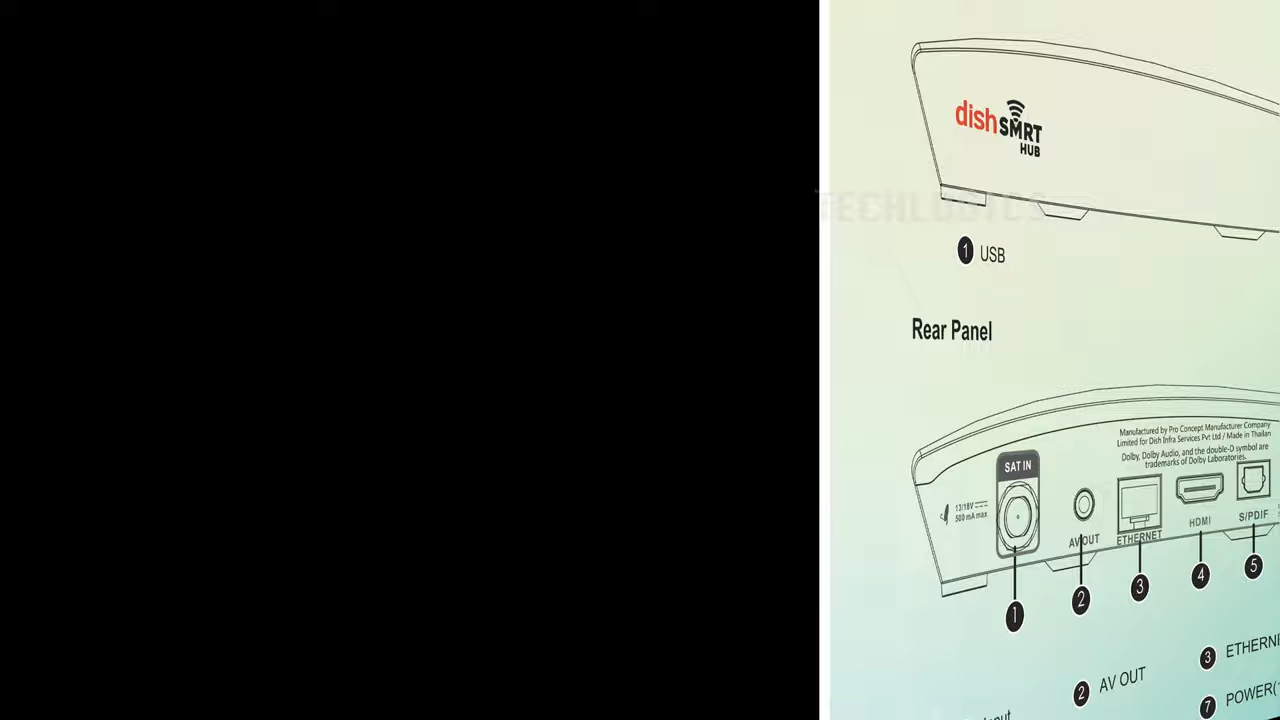 dish SMRT
HUB
TECHLOGICS
1 USB
Rear Panel
Manufactured by Pro Concept Manufacturer Company
Limited for Dish Infra Services Pvt Ltd / Made in Thailan
Dolby, Dolby Audio, and the double-D symbol are
trademarks of Dolby Laboratories.
SAT IN
13/18V
500 mA max
AV OUT
ETHERNET
HDMI
S/PDIF
1
2
3
4
5
3 ETHERNE
2 AV OUT
7 POWER(